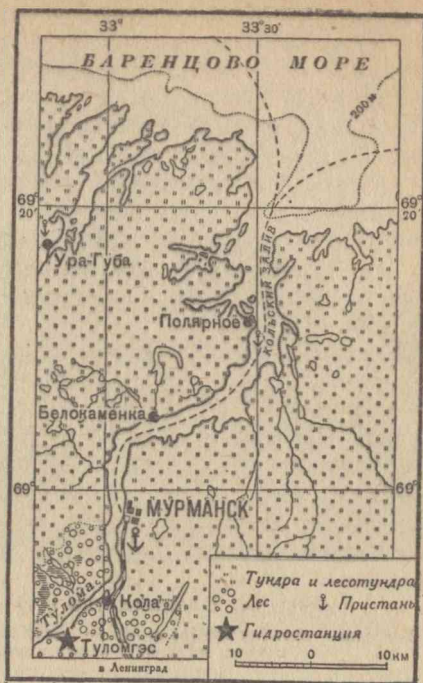 33° 33° 30'
БАРЕНЦОВО МОРЕ
200 м
69° 20' 69° 20'
Ура-Губа
КОЛЬСКИЙ ЗАЛИВ
Полярное
Белокаменка
69° 69°
МУРМАНСК
Тулома
Кола
Туломгэс
в Ленинград
Тундра и лесотундра
Лес Пристань
Гидростанция
10 0 10 км